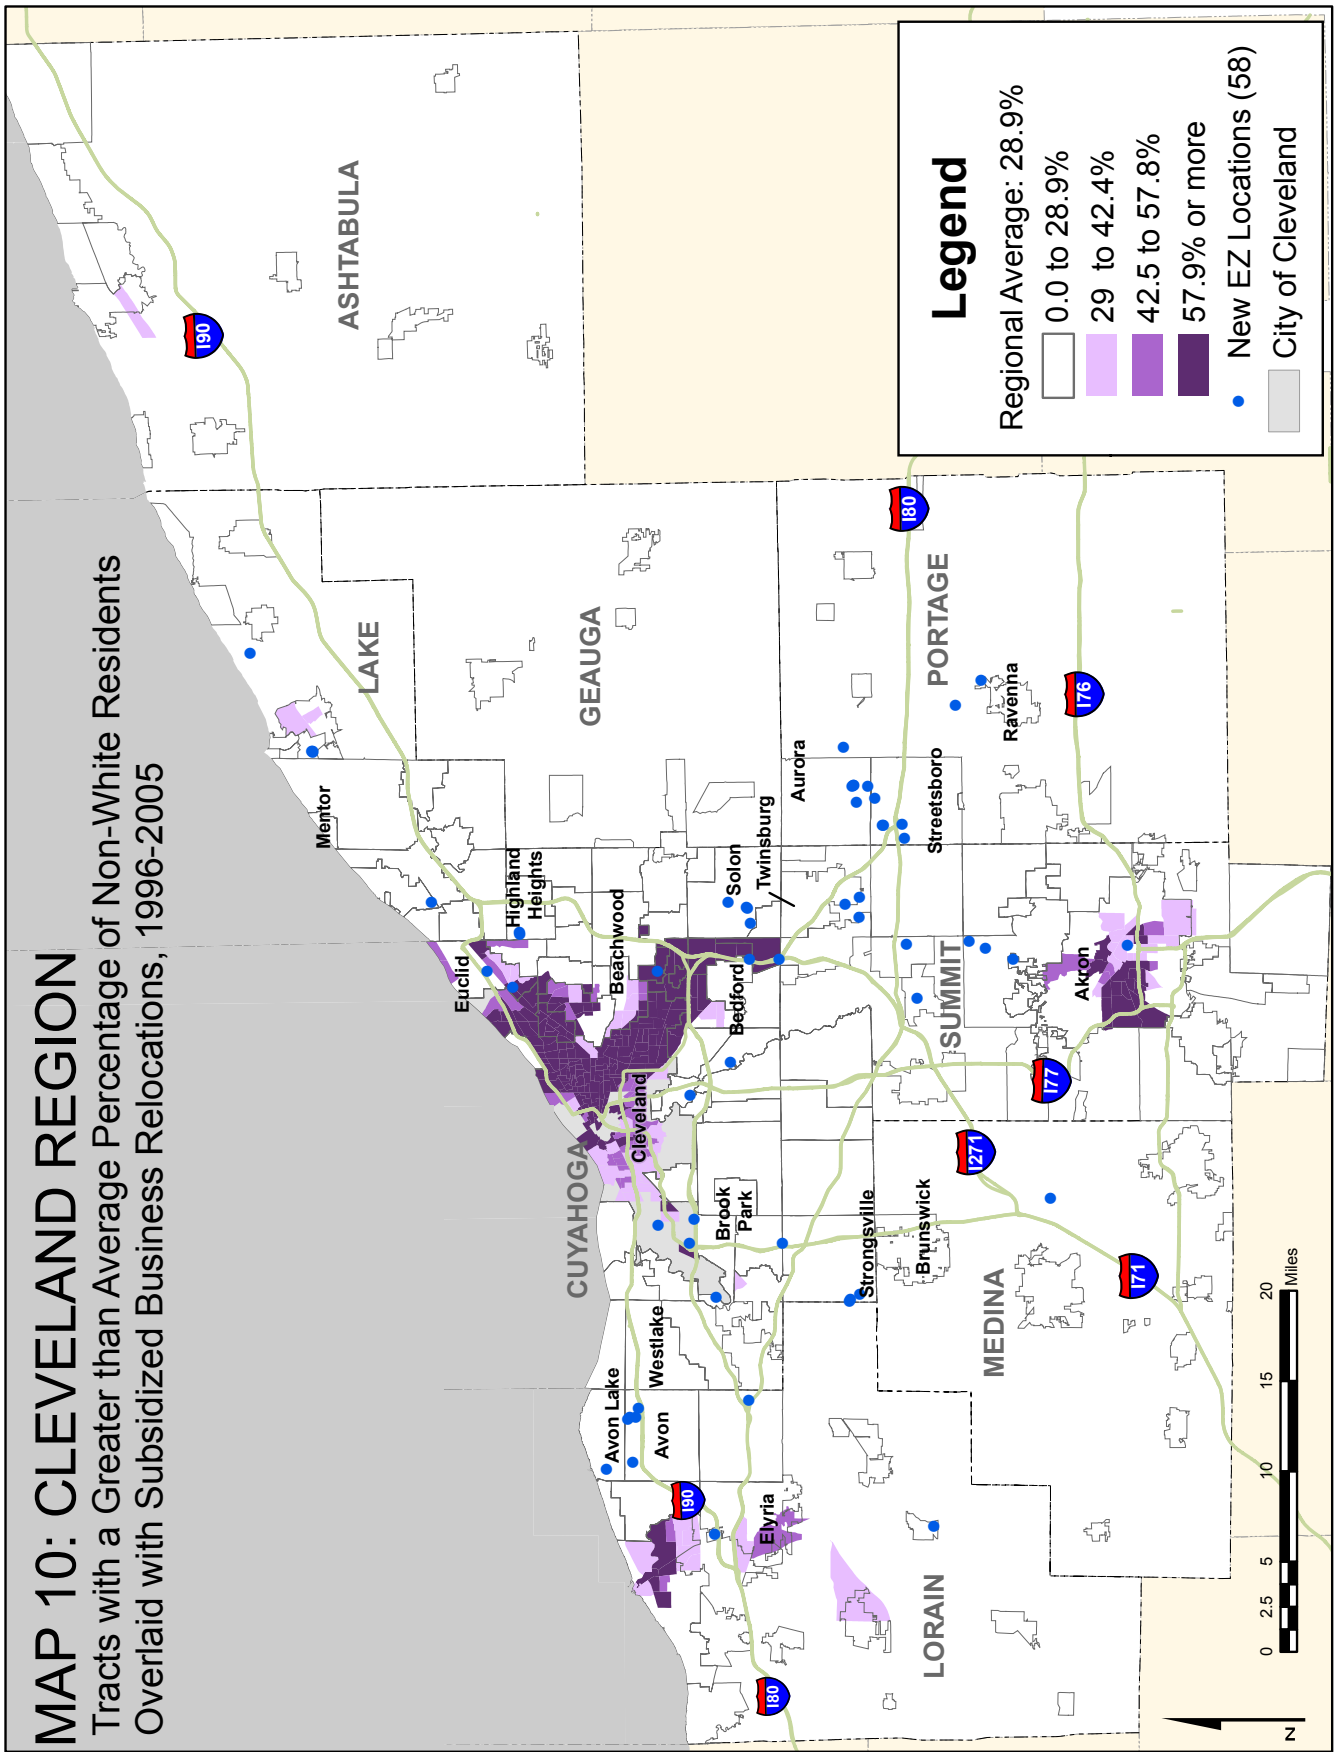 MAP 10: CLEVELAND REGION
Tracts with a Greater than Average Percentage of Non-White Residents
Overlaid with Subsidized Business Relocations, 1996-2005
I90
ASHTABULA
LAKE
Mentor
GEAUGA
Euclid
Highland
Heights
Beachwood
CUYAHOGA
Cleveland
Solon
Twinsburg
Bedford
Aurora
I80
PORTAGE
Streetsboro
Ravenna
I76
Avon Lake
Westlake
Avon
Brook
Park
Strongsville
Brunswick
SUMMIT
Akron
I77
I271
I71
MEDINA
I90
Elyria
LORAIN
I80
Legend
Regional Average: 28.9%
0.0 to 28.9%
29 to 42.4%
42.5 to 57.8%
57.9% or more
New EZ Locations (58)
City of Cleveland
0 2.5 5 10 15 20
Miles
N